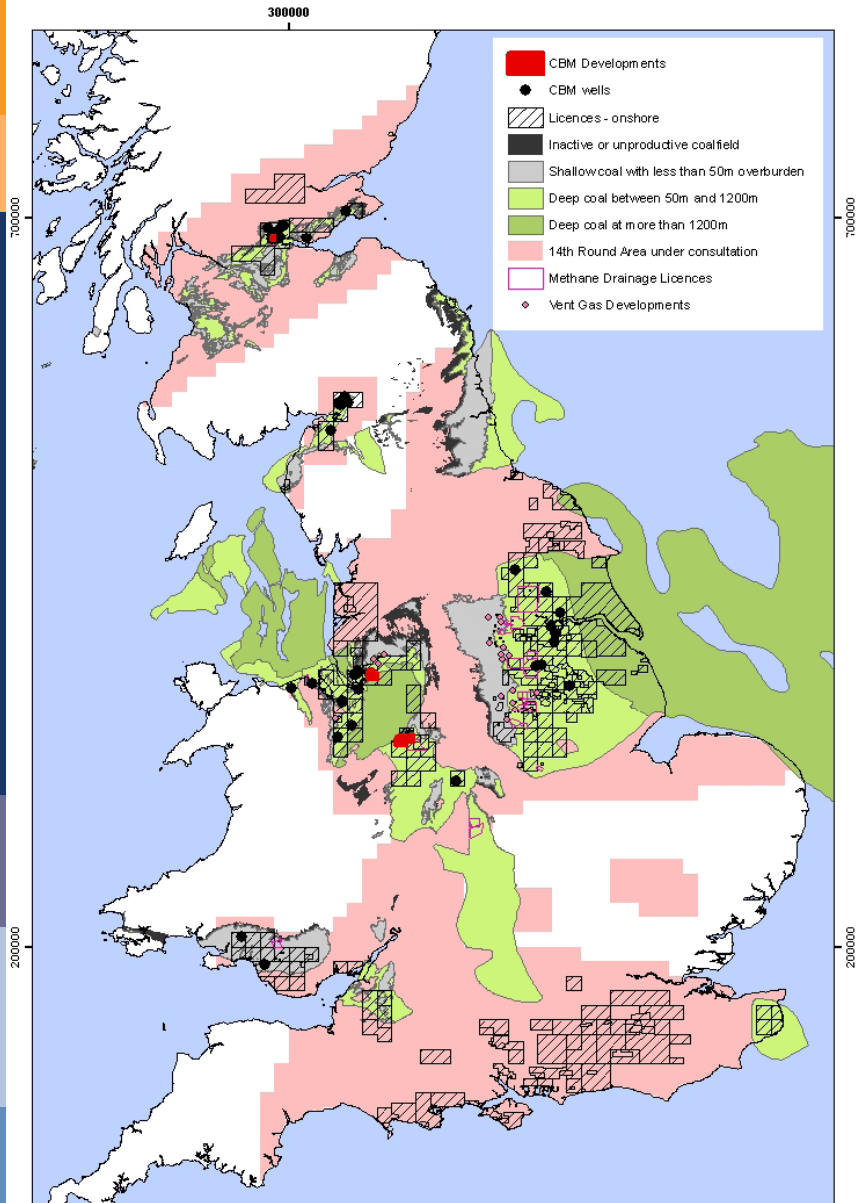 300000
CBM Developments
CBM wells
Licences - onshore
Inactive or unproductive coalfield
Shallow coal with less than 50m overburden
Deep coal between 50m and 1200m
Deep coal at more than 1200m
14th Round Area under consultation
Methane Drainage Licences
Vent Gas Developments
700000
700000
200000
200000